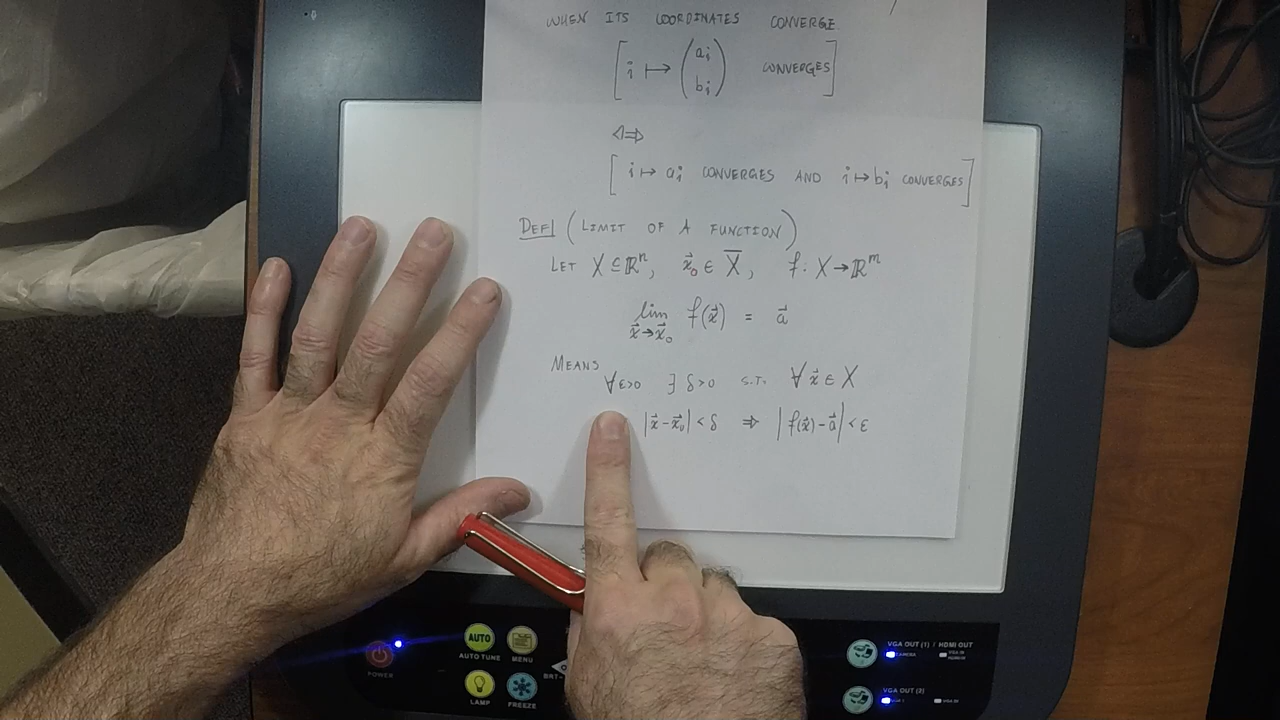 WHEN ITS COORDINATES CONVERGE
[ i ↦ (aᵢ bᵢ) CONVERGES ]
⇔
[ i ↦ aᵢ CONVERGES AND i ↦ bᵢ CONVERGES ]
DEF| (LIMIT OF A FUNCTION)
LET X ⊆ ℝⁿ, x⃗₀ ∈ X̅, f: X → ℝᵐ
lim x⃗→x⃗₀ f(x⃗) = a⃗
MEANS
∀ε>0 ∃ δ>0 S.T. ∀ x⃗ ∈ X
|x⃗ - x⃗₀| < δ ⇒ |f(x⃗) - a⃗| < ε
POWER
AUTO
AUTO TUNE
MENU
BRT-
LAMP
FREEZE
VGA OUT (1) / HDMI OUT
CAMERA
VGA OUT (2)